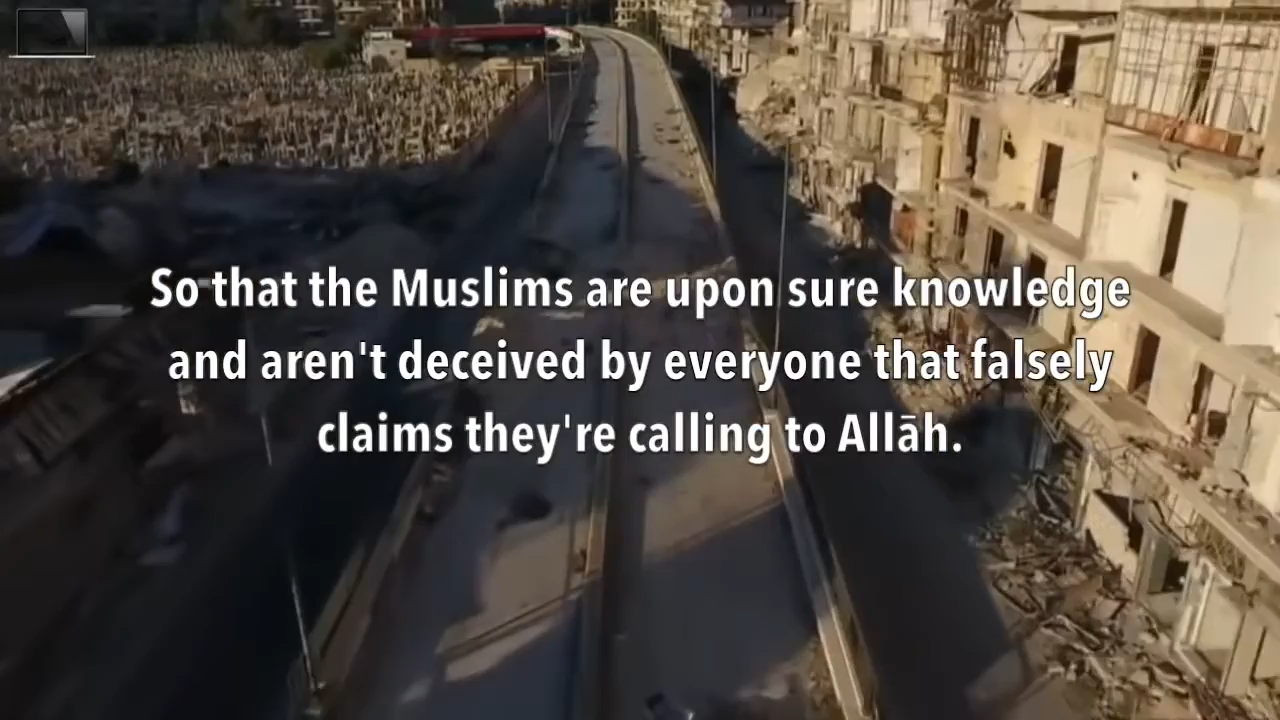 So that the Muslims are upon sure knowledge
and aren't deceived by everyone that falsely
claims they're calling to Allāh.